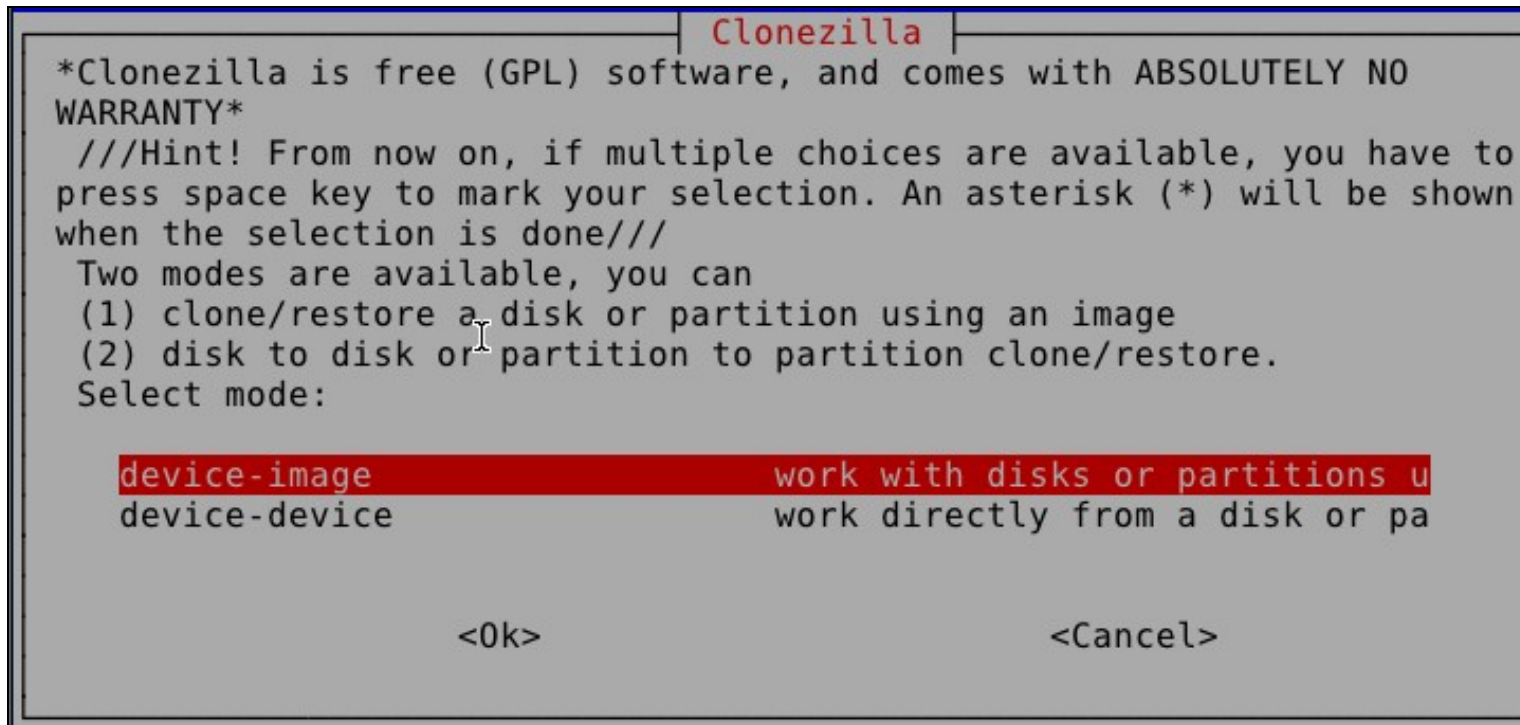 Clonezilla
*Clonezilla is free (GPL) software, and comes with ABSOLUTELY NO
WARRANTY*
///Hint! From now on, if multiple choices are available, you have to
press space key to mark your selection. An asterisk (*) will be shown
when the selection is done///
Two modes are available, you can
(1) clone/restore a disk or partition using an image
(2) disk to disk or partition to partition clone/restore.
Select mode:
device-image work with disks or partitions u
device-device work directly from a disk or pa
<Ok> <Cancel>